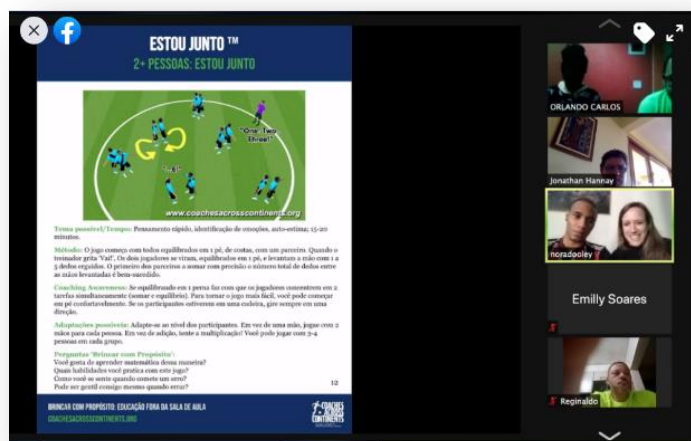 ESTOU JUNTO ™
2+ PESSOAS: ESTOU JUNTO
"One, Two,
Three!"
www.coachesacrosscontinents.org
Tema possível/Tempo: Pensamento rápido, identificação de emoções, auto-estima; 15-20
minutos.
Método: O jogo começa com todos equilibrados em 1 pé, de costas, com um parceiro. Quando o
treinador grita 'Vai!', Os dois jogadores se viram, equilibrados em 1 pé, e levantam a mão com 1 a
5 dedos erguidos. O primeiro dos parceiros a somar com precisão o número total de dedos entre
as mãos levantadas é bem-sucedido.
Coaching Awareness: Se equilibrando em 1 perna faz com que os jogadores concentrem em 2
tarefas simultaneamente (somar e equilíbrio). Para tornar o jogo mais fácil, você pode começar
em pé confortavelmente. Se os participantes estiverem em uma cadeira, gire sempre em uma
direção.
Adaptações possíveis: Adapte-se ao nível dos participantes. Em vez de uma mão, jogue com 2
mãos para cada pessoa. Em vez de adição, tente a multiplicação! Você pode jogar com 3-4
pessoas em cada grupo.
Perguntas 'Brincar com Propósito':
Você gosta de aprender matemática dessa maneira?
Quais habilidades você pratica com este jogo?
Como você se sente quando comete um erro?
Pode ser gentil consigo mesmo quando errar?
12
BRINCAR COM PROPÓSITO: EDUCAÇÃO FORA DA SALA DE AULA
COACHESACROSSCONTINENTS.ORG
COACHES
ACROSS
CONTINENTS
ORLANDO CARLOS
Jonathan Hannay
noradooley
Emilly Soares
Reginaldo